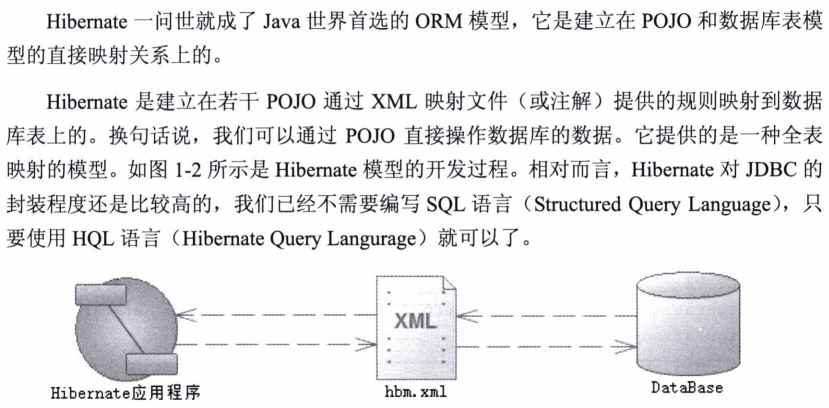 Hibernate 一问世就成了 Java 世界首选的 ORM 模型，它是建立在 POJO 和数据库表模
型的直接映射关系上的。
Hibernate 是建立在若干 POJO 通过 XML 映射文件（或注解）提供的规则映射到数据
库表上的。换句话说，我们可以通过 POJO 直接操作数据库的数据。它提供的是一种全表
映射的模型。如图 1-2 所示是 Hibernate 模型的开发过程。相对而言，Hibernate 对 JDBC 的
封装程度还是比较高的，我们已经不需要编写 SQL 语言（Structured Query Language），只
要使用 HQL 语言（Hibernate Query Langurage）就可以了。
XML
Hibernate应用程序
hbm.xml
DataBase